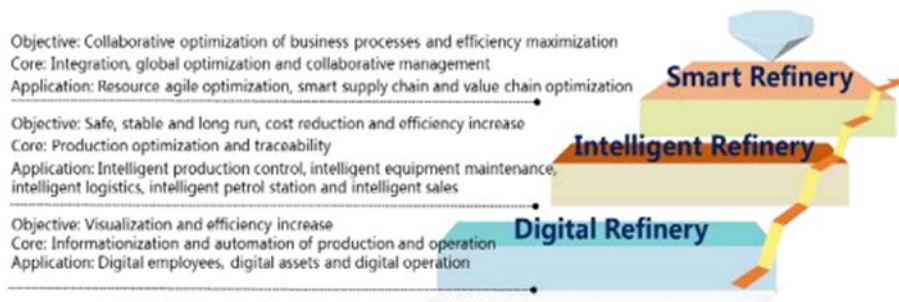 Objective: Collaborative optimization of business processes and efficiency maximization
Core: Integration, global optimization and collaborative management
Application: Resource agile optimization, smart supply chain and value chain optimization
Smart Refinery
Objective: Safe, stable and long run, cost reduction and efficiency increase
Core: Production optimization and traceability
Application: Intelligent production control, intelligent equipment maintenance,
intelligent logistics, intelligent petrol station and intelligent sales
Intelligent Refinery
Objective: Visualization and efficiency increase
Core: Informationization and automation of production and operation
Application: Digital employees, digital assets and digital operation
Digital Refinery